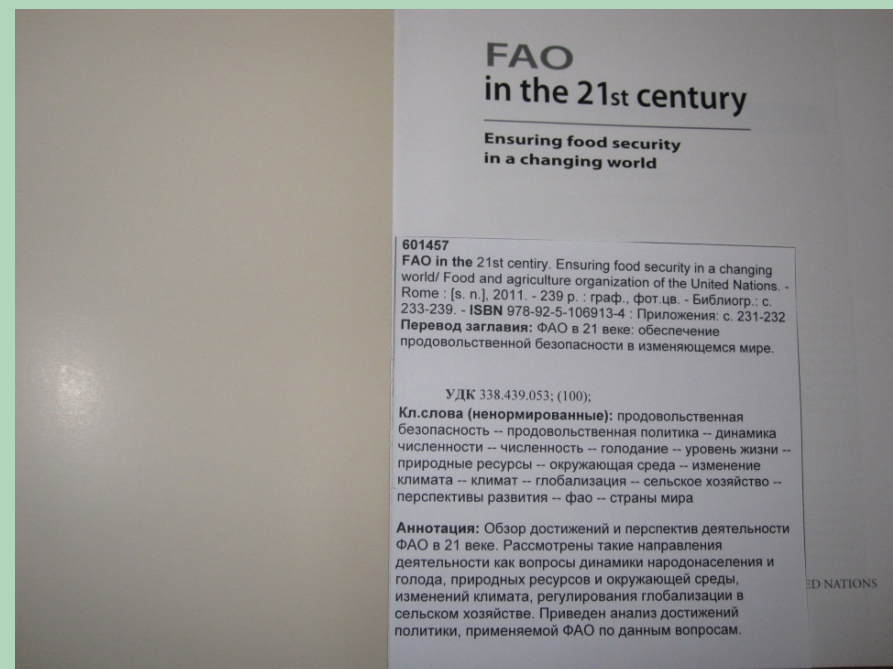 FAO
in the 21st century
Ensuring food security
in a changing world
601457
FAO in the 21st centiry. Ensuring food security in a changing
world/ Food and agriculture organization of the United Nations. -
Rome : [s. n.], 2011. - 239 p. : граф., фот.цв. - Библиогр.: с.
233-239. - ISBN 978-92-5-106913-4 : Приложения: с. 231-232
Перевод заглавия: ФАО в 21 веке: обеспечение
продовольственной безопасности в изменяющемся мире.
УДК 338.439.053; (100);
Кл.слова (ненормированные): продовольственная
безопасность -- продовольственная политика -- динамика
численности -- численность -- голодание -- уровень жизни --
природные ресурсы -- окружающая среда -- изменение
климата -- климат -- глобализация -- сельское хозяйство --
перспективы развития -- фао -- страны мира
Аннотация: Обзор достижений и перспектив деятельности
ФАО в 21 веке. Рассмотрены такие направления
деятельности как вопросы динамики народонаселения и
голода, природных ресурсов и окружающей среды,
изменений климата, регулирования глобализации в
сельском хозяйстве. Приведен анализ достижений
политики, применяемой ФАО по данным вопросам.
NATIONS